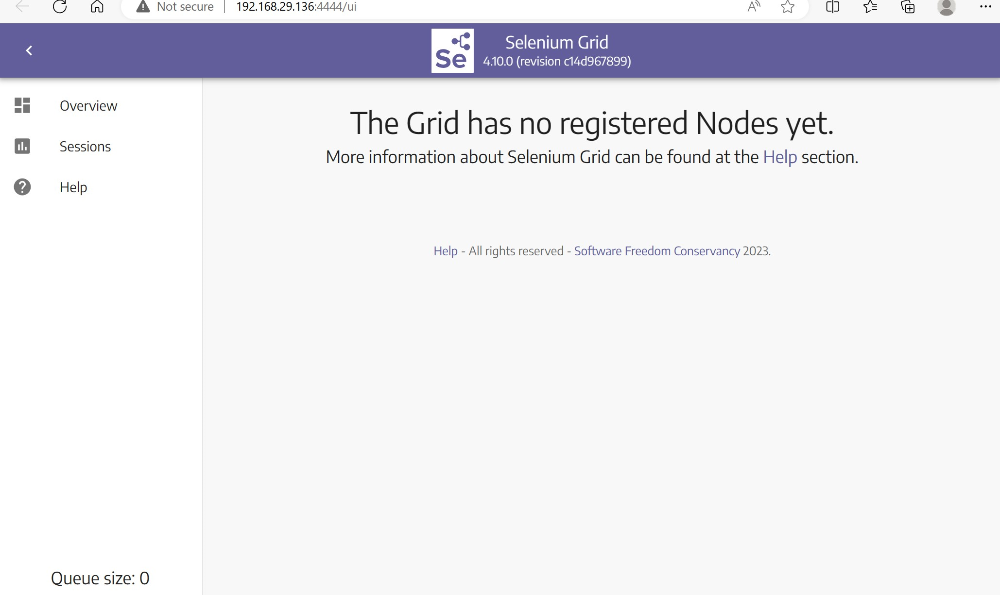 Not secure
192.168.29.136:4444/ui
Se
Selenium Grid
4.10.0 (revision c14d967899)
Overview
Sessions
Help
The Grid has no registered Nodes yet.
More information about Selenium Grid can be found at the Help section.
Help - All rights reserved - Software Freedom Conservancy 2023.
Queue size: 0